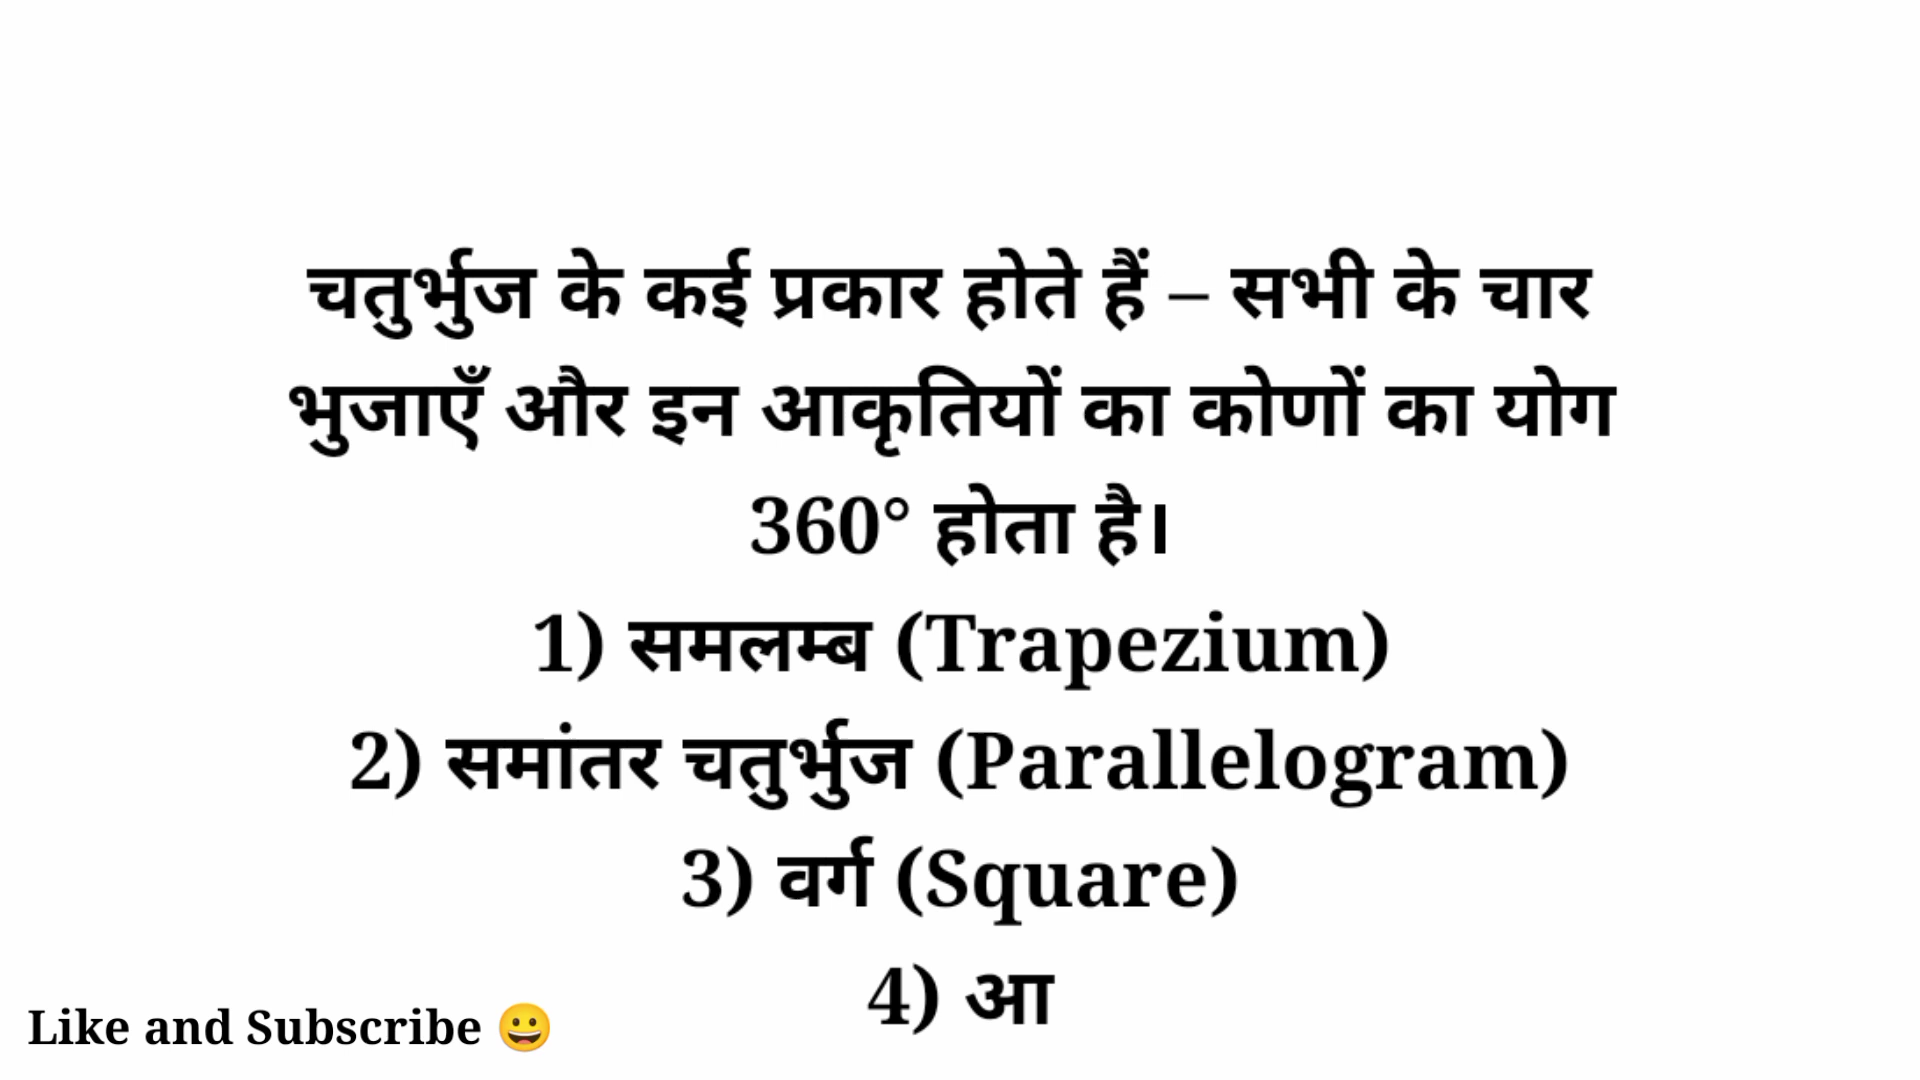 चतुर्भुज के कई प्रकार होते हैं – सभी के चार
भुजाएँ और इन आकृतियों का कोणों का योग
360° होता है।
1) समलम्ब (Trapezium)
2) समांतर चतुर्भुज (Parallelogram)
3) वर्ग (Square)
4) आ
Like and Subscribe 😀